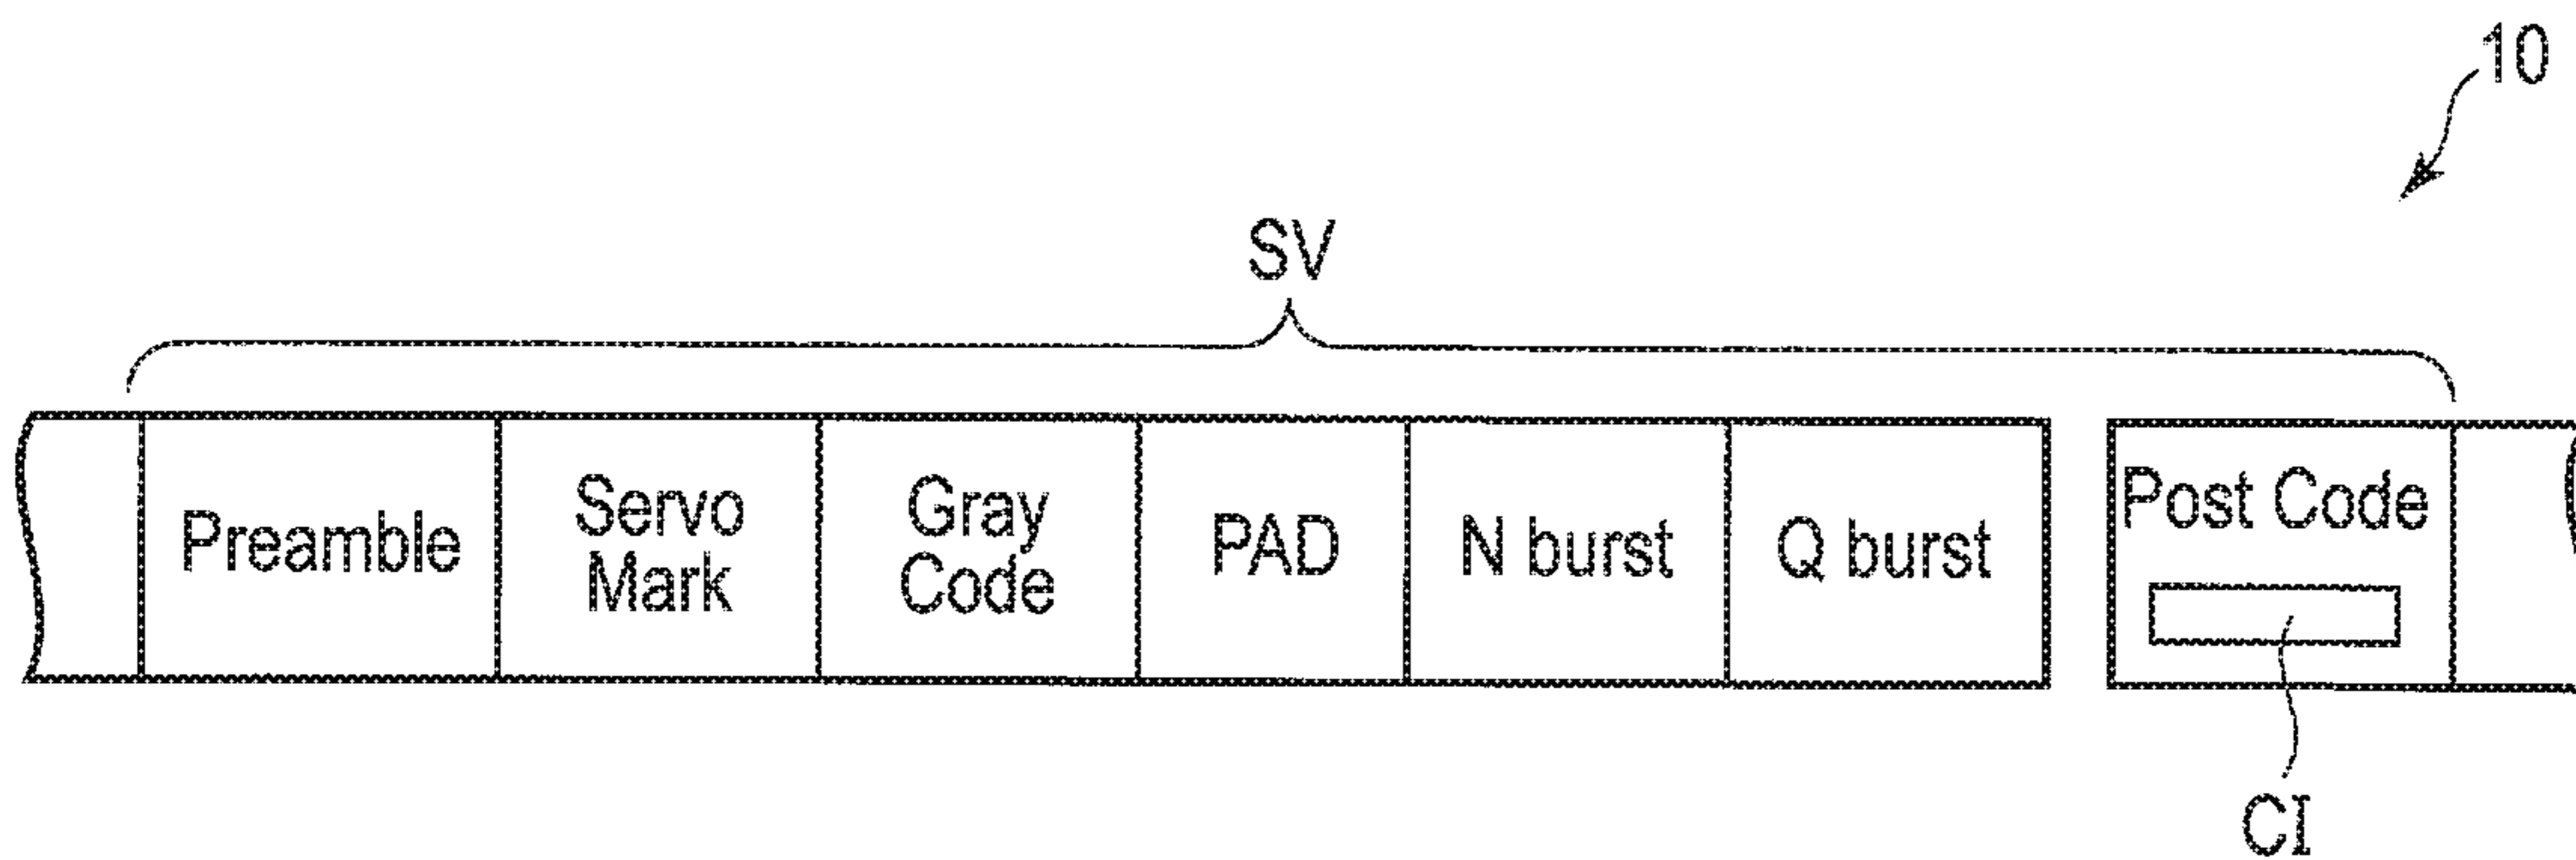 10
SV
Preamble
Servo
Mark
Gray
Code
PAD
N burst
Q burst
Post Code
CI